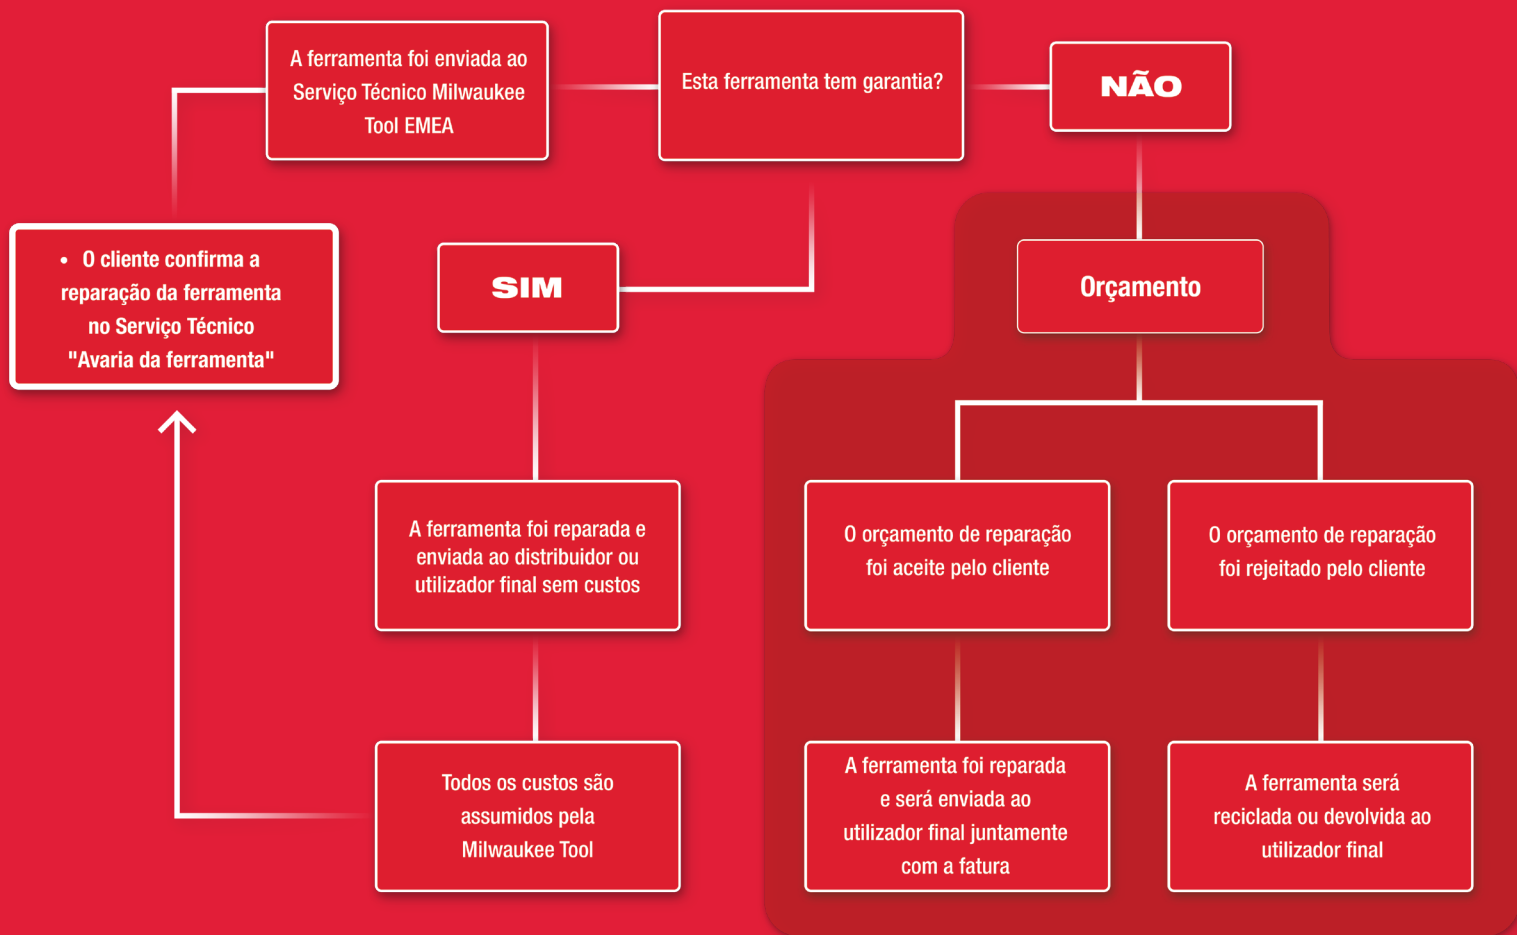 A ferramenta foi enviada ao
Serviço Técnico Milwaukee
Tool EMEA
Esta ferramenta tem garantia?
NÃO
• O cliente confirma a
reparação da ferramenta
no Serviço Técnico
"Avaria da ferramenta"
SIM
Orçamento
A ferramenta foi reparada e
enviada ao distribuidor ou
utilizador final sem custos
O orçamento de reparação
foi aceite pelo cliente
O orçamento de reparação
foi rejeitado pelo cliente
Todos os custos são
assumidos pela
Milwaukee Tool
A ferramenta foi reparada
e será enviada ao
utilizador final juntamente
com a fatura
A ferramenta será
reciclada ou devolvida ao
utilizador final